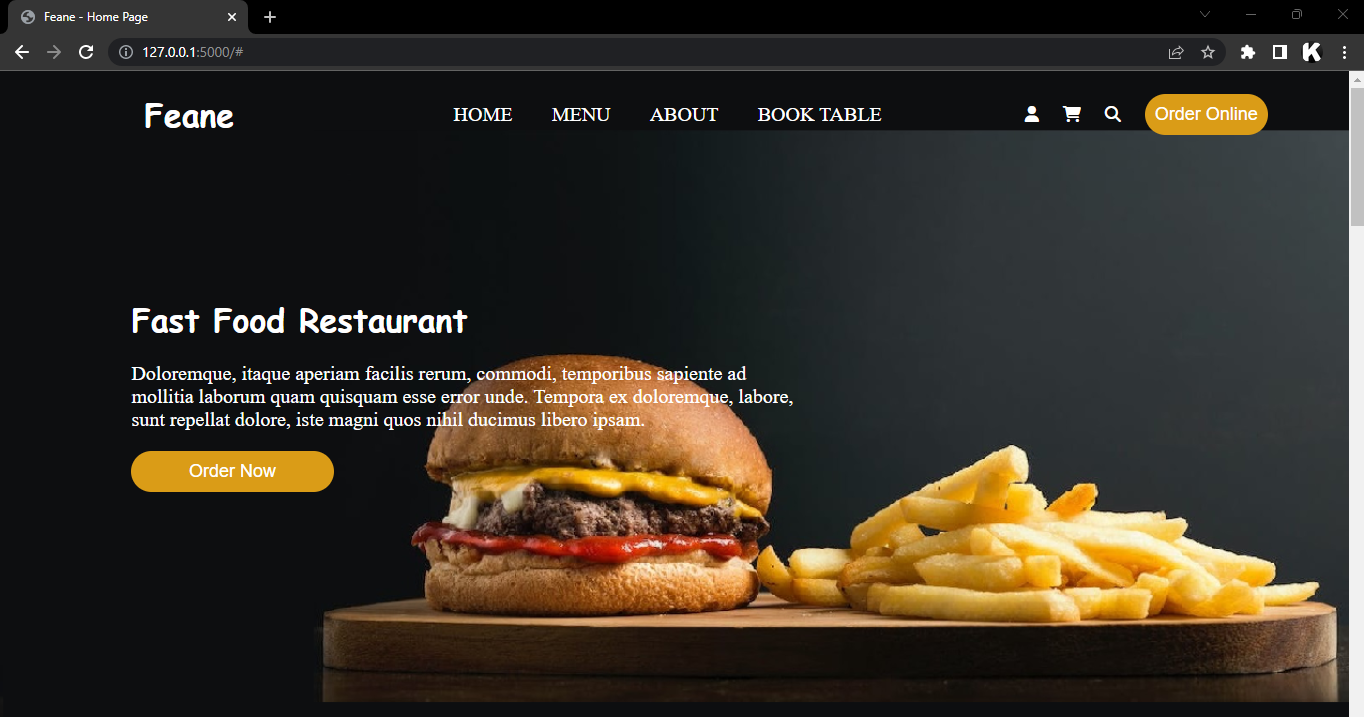 Feane - Home Page
127.0.0.1:5000/#
Feane
HOME MENU ABOUT BOOK TABLE Order Online
Fast Food Restaurant
Doloremque, itaque aperiam facilis rerum, commodi, temporibus sapiente ad
mollitia laborum quam quisquam esse error unde. Tempora ex doloremque, labore,
sunt repellat dolore, iste magni quos nihil ducimus libero ipsam.
Order Now